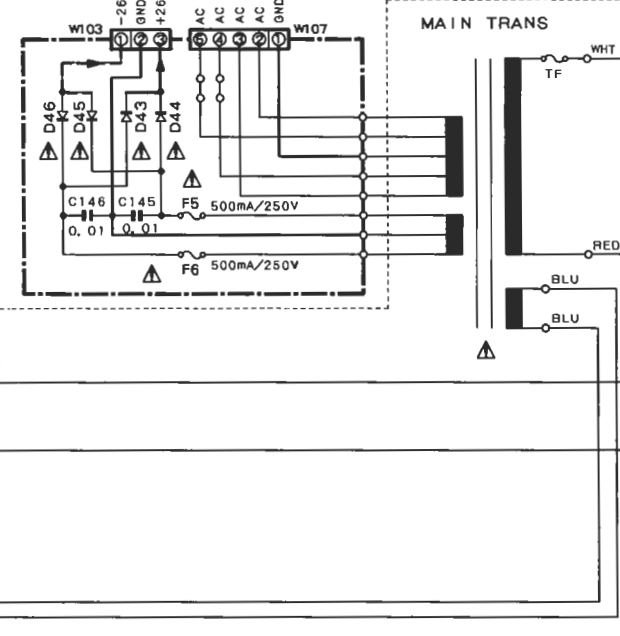 -26
GND
+26
AC
AC
AC
AC
GND
W103
1 2 3
5 4 3 2 1
W107
MAIN TRANS
WHT
TF
D46
D45
D43
D44
C146
C145
0.01
0.01
F5
500mA/250V
F6
500mA/250V
RED
BLU
BLU